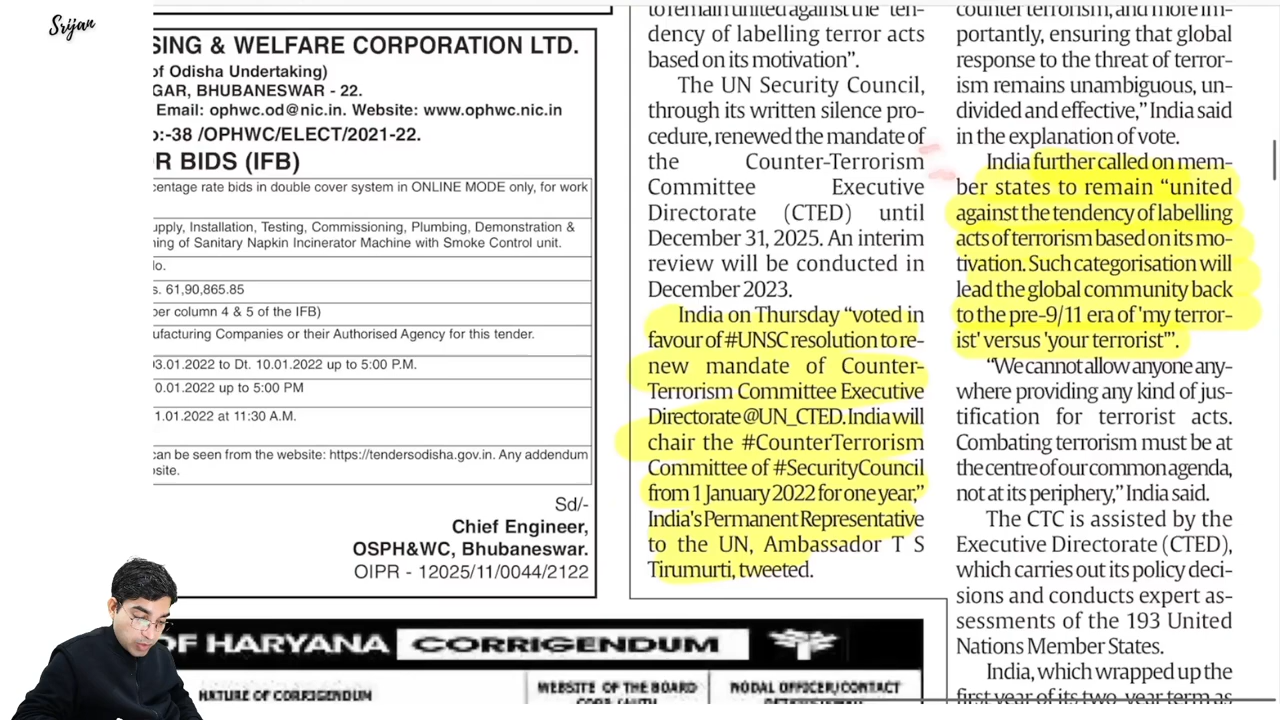 Srijan
SING & WELFARE CORPORATION LTD.
of Odisha Undertaking)
GAR, BHUBANESWAR - 22.
Email: ophwc.od@nic.in. Website: www.ophwc.nic.in
o:-38 /OPHWC/ELECT/2021-22.
R BIDS (IFB)
centage rate bids in double cover system in ONLINE MODE only, for work
upply, Installation, Testing, Commissioning, Plumbing, Demonstration &
ning of Sanitary Napkin Incinerator Machine with Smoke Control unit.
lo.
s. 61,90,865.85
per column 4 & 5 of the IFB)
ufacturing Companies or their Authorised Agency for this tender.
03.01.2022 to Dt. 10.01.2022 up to 5:00 P.M.
0.01.2022 up to 5:00 PM
1.01.2022 at 11:30 A.M.
can be seen from the website: https://tendersodisha.gov.in. Any addendum
osite.
Sd/-
Chief Engineer,
OSPH&WC, Bhubaneswar.
OIPR - 12025/11/0044/2122
OF HARYANA CORRIGENDUM
NATURE OF CORRIGENDUM
WEBSITE OF THE BOARD
NODAL OFFICER/CONTACT
to remain united against the "ten-
dency of labelling terror acts
based on its motivation".
The UN Security Council,
through its written silence pro-
cedure, renewed the mandate of
the Counter-Terrorism
Committee Executive
Directorate (CTED) until
December 31, 2025. An interim
review will be conducted in
December 2023.
India on Thursday "voted in
favour of #UNSC resolution to re-
new mandate of Counter-
Terrorism Committee Executive
Directorate @UN_CTED. India will
chair the #CounterTerrorism
Committee of #SecurityCouncil
from 1 January 2022 for one year,"
India's Permanent Representative
to the UN, Ambassador T S
Tirumurti, tweeted.
counter terrorism, and more im-
portantly, ensuring that global
response to the threat of terror-
ism remains unambiguous, un-
divided and effective," India said
in the explanation of vote.
India further called on mem-
ber states to remain "united
against the tendency of labelling
acts of terrorism based on its mo-
tivation. Such categorisation will
lead the global community back
to the pre-9/11 era of 'my terror-
ist' versus 'your terrorist'".
"We cannot allow anyone any-
where providing any kind of jus-
tification for terrorist acts.
Combating terrorism must be at
the centre of our common agenda,
not at its periphery," India said.
The CTC is assisted by the
Executive Directorate (CTED),
which carries out its policy deci-
sions and conducts expert as-
sessments of the 193 United
Nations Member States.
India, which wrapped up the
first year of its two-year term as